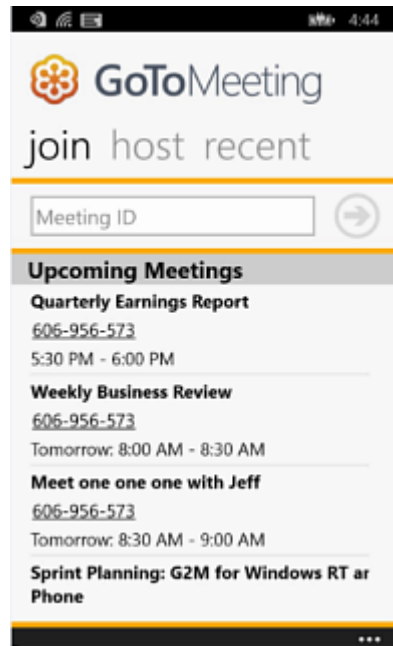 4:44
GoToMeeting
join host recent
Meeting ID
Upcoming Meetings
Quarterly Earnings Report
606-956-573
5:30 PM - 6:00 PM
Weekly Business Review
606-956-573
Tomorrow: 8:00 AM - 8:30 AM
Meet one one one with Jeff
606-956-573
Tomorrow: 8:30 AM - 9:00 AM
Sprint Planning: G2M for Windows RT ar
Phone